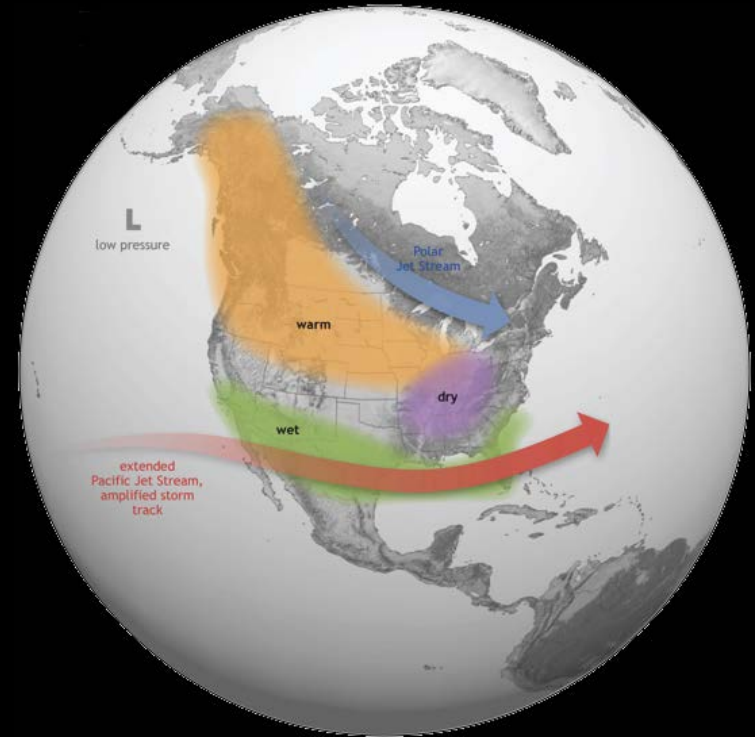 L
low pressure
Polar
Jet Stream
warm
dry
wet
extended
Pacific Jet Stream,
amplified storm
track